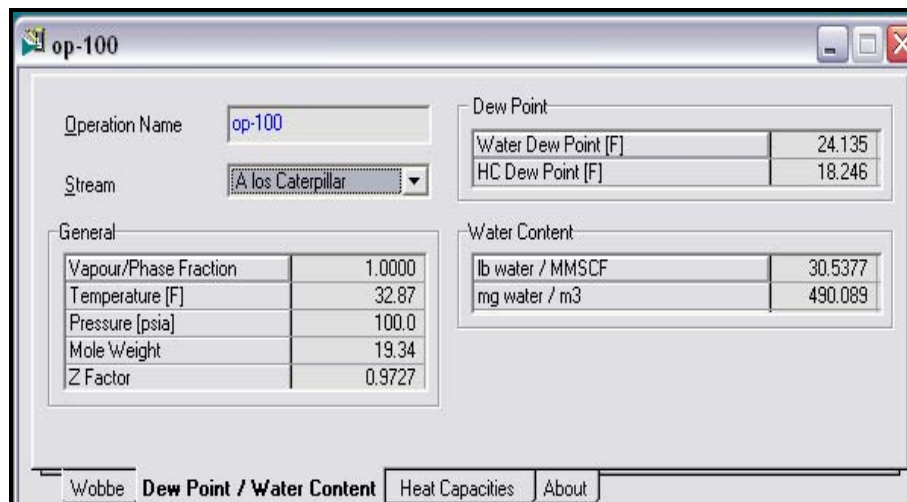 op-100
Operation Name op-100
Stream A los Caterpillar
General
Vapour/Phase Fraction 1.0000
Temperature [F] 32.87
Pressure [psia] 100.0
Mole Weight 19.34
Z Factor 0.9727
Dew Point
Water Dew Point [F] 24.135
HC Dew Point [F] 18.246
Water Content
lb water / MMSCF 30.5377
mg water / m3 490.089
Wobbe Dew Point / Water Content Heat Capacities About